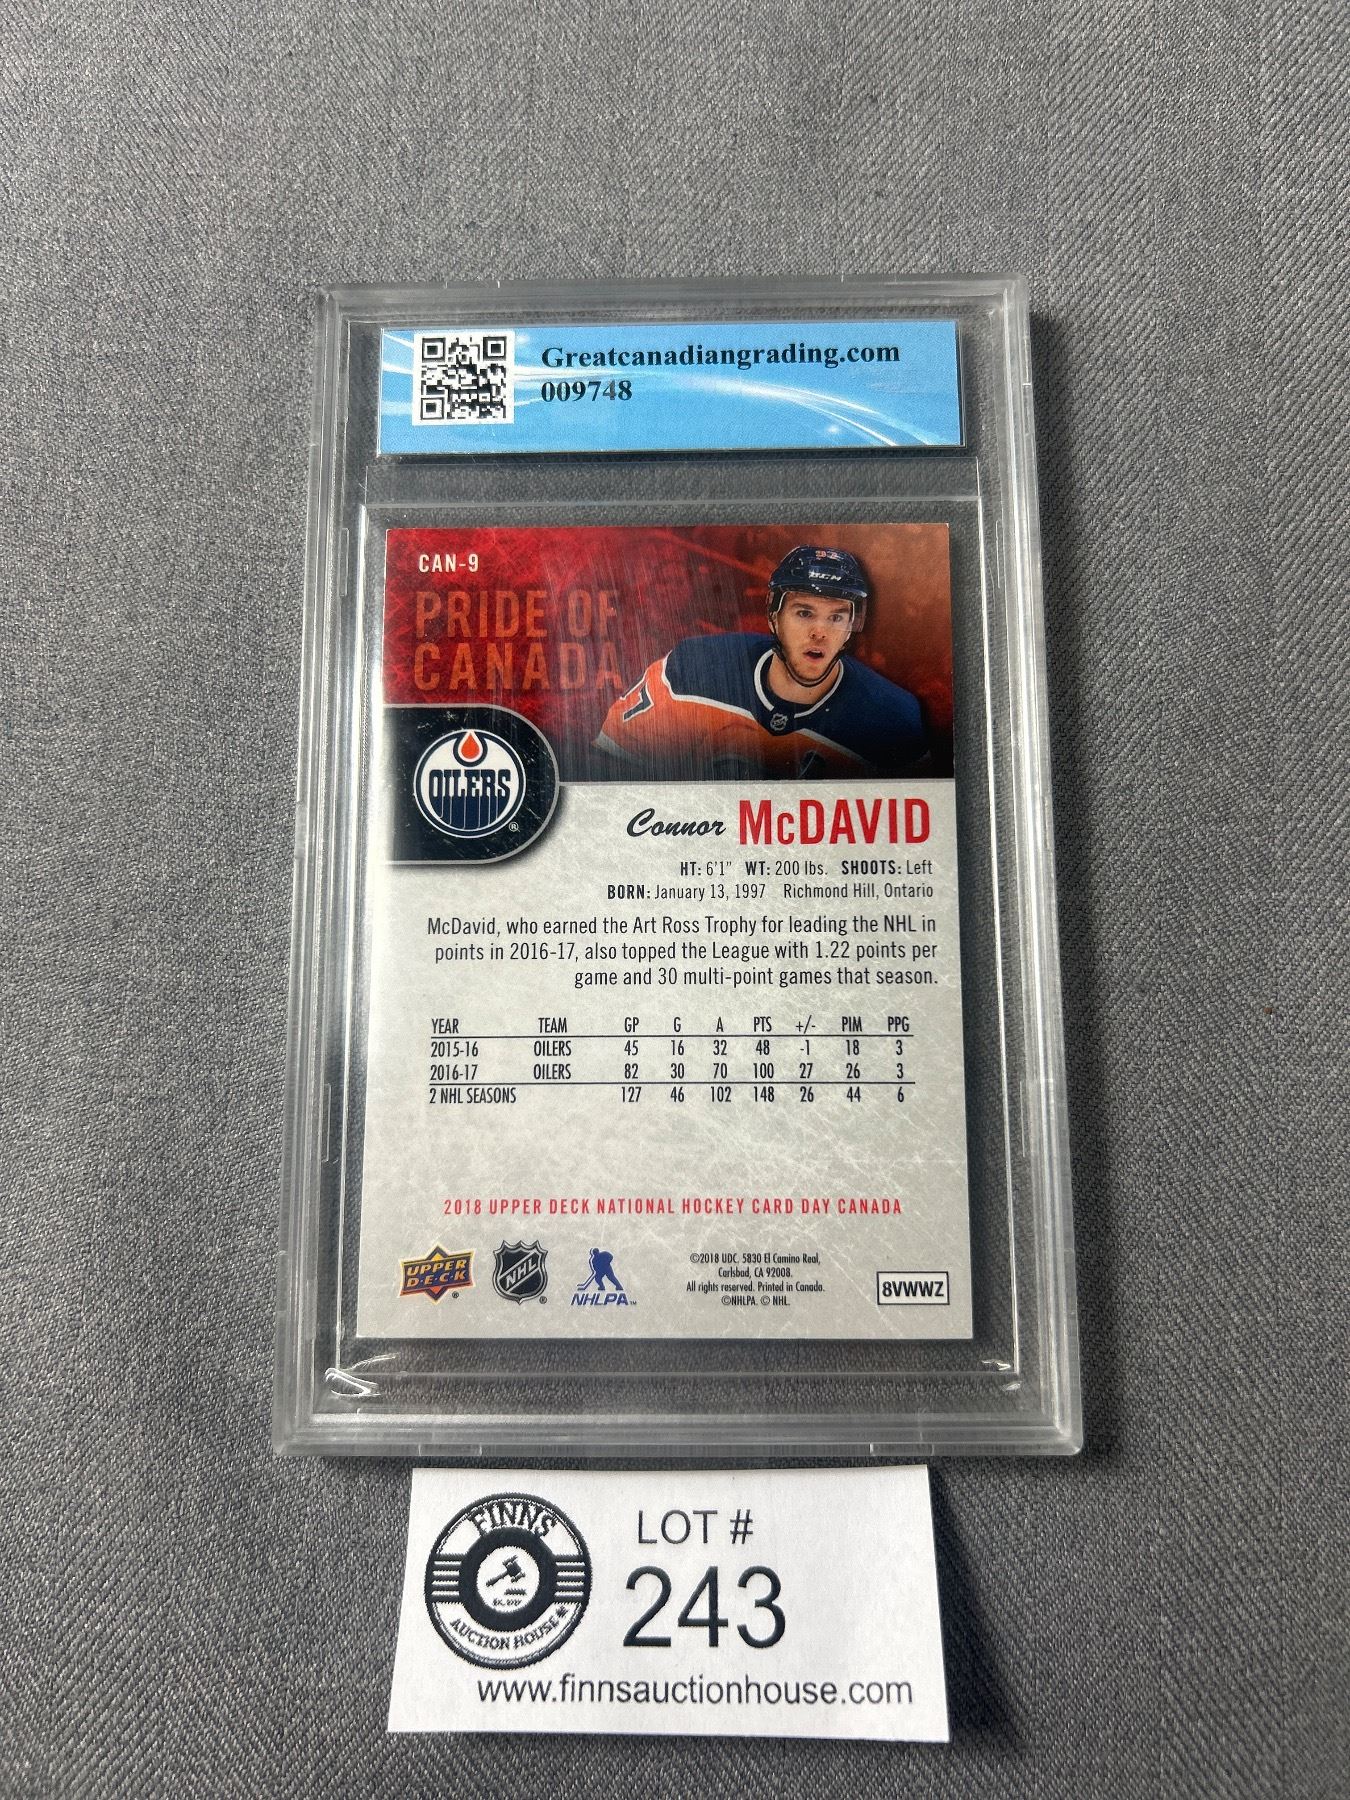 Greatcanadiangrading.com
009748
CAN-9
PRIDE OF
CANADA
97
CCM
7
OILERS
®
Connor McDAVID
HT: 6'1" WT: 200 lbs. SHOOTS: Left
BORN: January 13, 1997 Richmond Hill, Ontario
McDavid, who earned the Art Ross Trophy for leading the NHL in
points in 2016-17, also topped the League with 1.22 points per
game and 30 multi-point games that season.
YEAR TEAM GP G A PTS +/- PIM PPG
2015-16 OILERS 45 16 32 48 -1 18 3
2016-17 OILERS 82 30 70 100 27 26 3
2 NHL SEASONS 127 46 102 148 26 44 6
2018 UPPER DECK NATIONAL HOCKEY CARD DAY CANADA
UPPER
DECK®
NHL®
NHLPA™
©2018 UDC. 5830 El Camino Real,
Carlsbad, CA 92008.
All rights reserved. Printed in Canada.
©NHLPA. © NHL.
8VWWZ
FINNS
AUCTION HOUSE
LOT #
243
www.finnsauctionhouse.com